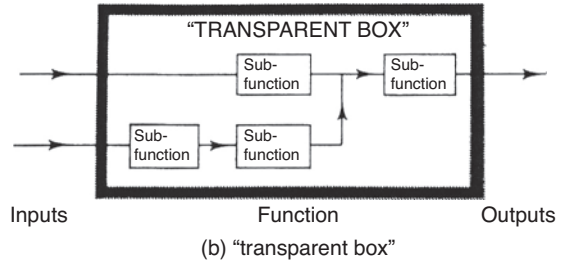 “TRANSPARENT BOX”
Sub-
function
Sub-
function
Sub-
function
Sub-
function
Inputs Function Outputs
(b) “transparent box”